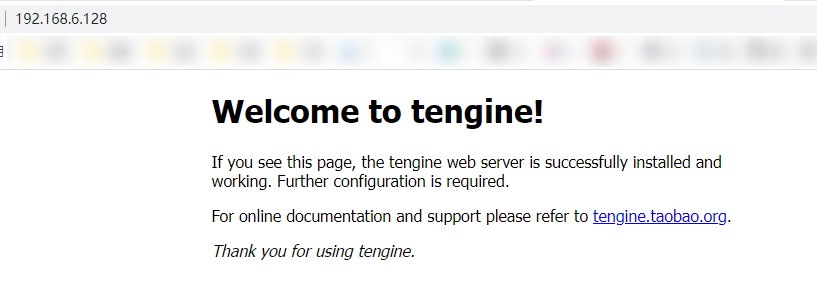 192.168.6.128
Welcome to tengine!
If you see this page, the tengine web server is successfully installed and
working. Further configuration is required.
For online documentation and support please refer to tengine.taobao.org.
Thank you for using tengine.